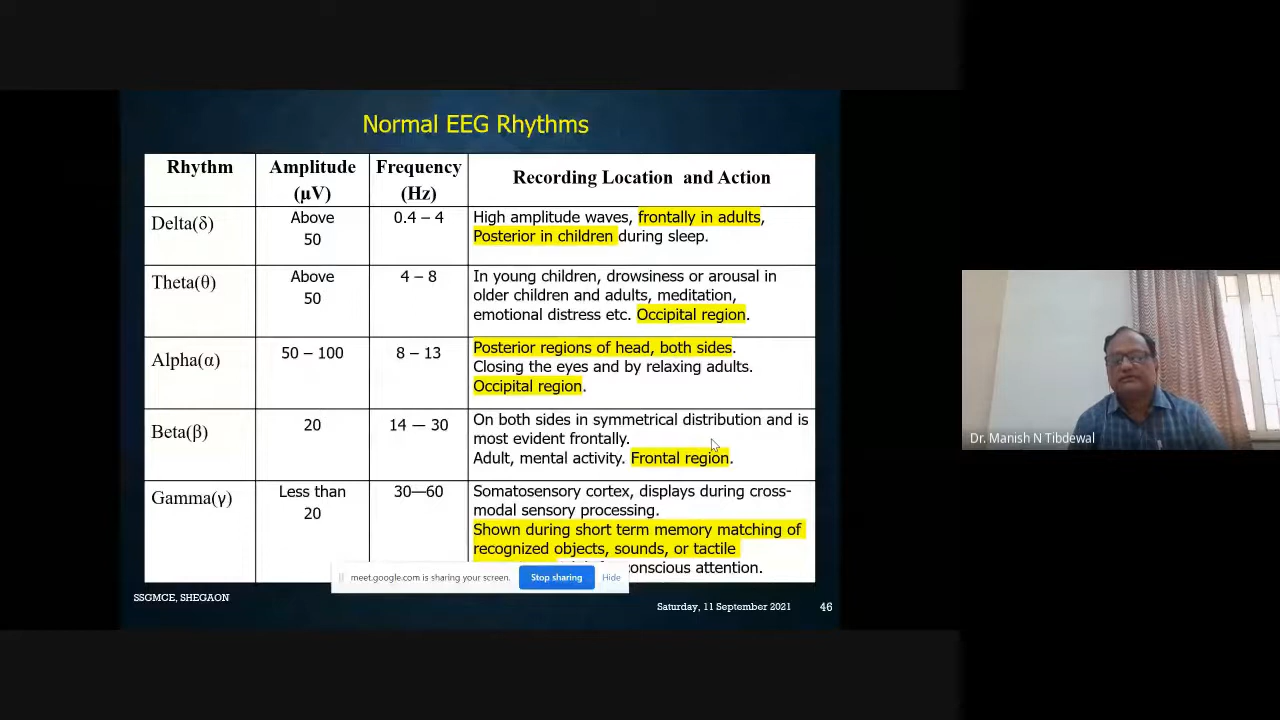 Normal EEG Rhythms
Rhythm Amplitude (μV) Frequency (Hz) Recording Location and Action
Delta(δ) Above 50 0.4 – 4 High amplitude waves, frontally in adults,
Posterior in children during sleep.
Theta(θ) Above 50 4 – 8 In young children, drowsiness or arousal in
older children and adults, meditation,
emotional distress etc. Occipital region.
Alpha(α) 50 – 100 8 – 13 Posterior regions of head, both sides.
Closing the eyes and by relaxing adults.
Occipital region.
Beta(β) 20 14 — 30 On both sides in symmetrical distribution and is
most evident frontally.
Adult, mental activity. Frontal region.
Gamma(γ) Less than 20 30—60 Somatosensory cortex, displays during cross-
modal sensory processing.
Shown during short term memory matching of
recognized objects, sounds, or tactile
conscious attention.
meet.google.com is sharing your screen. Stop sharing Hide
SSGMCE, SHEGAON
Saturday, 11 September 2021 46
Dr. Manish N Tibdewal